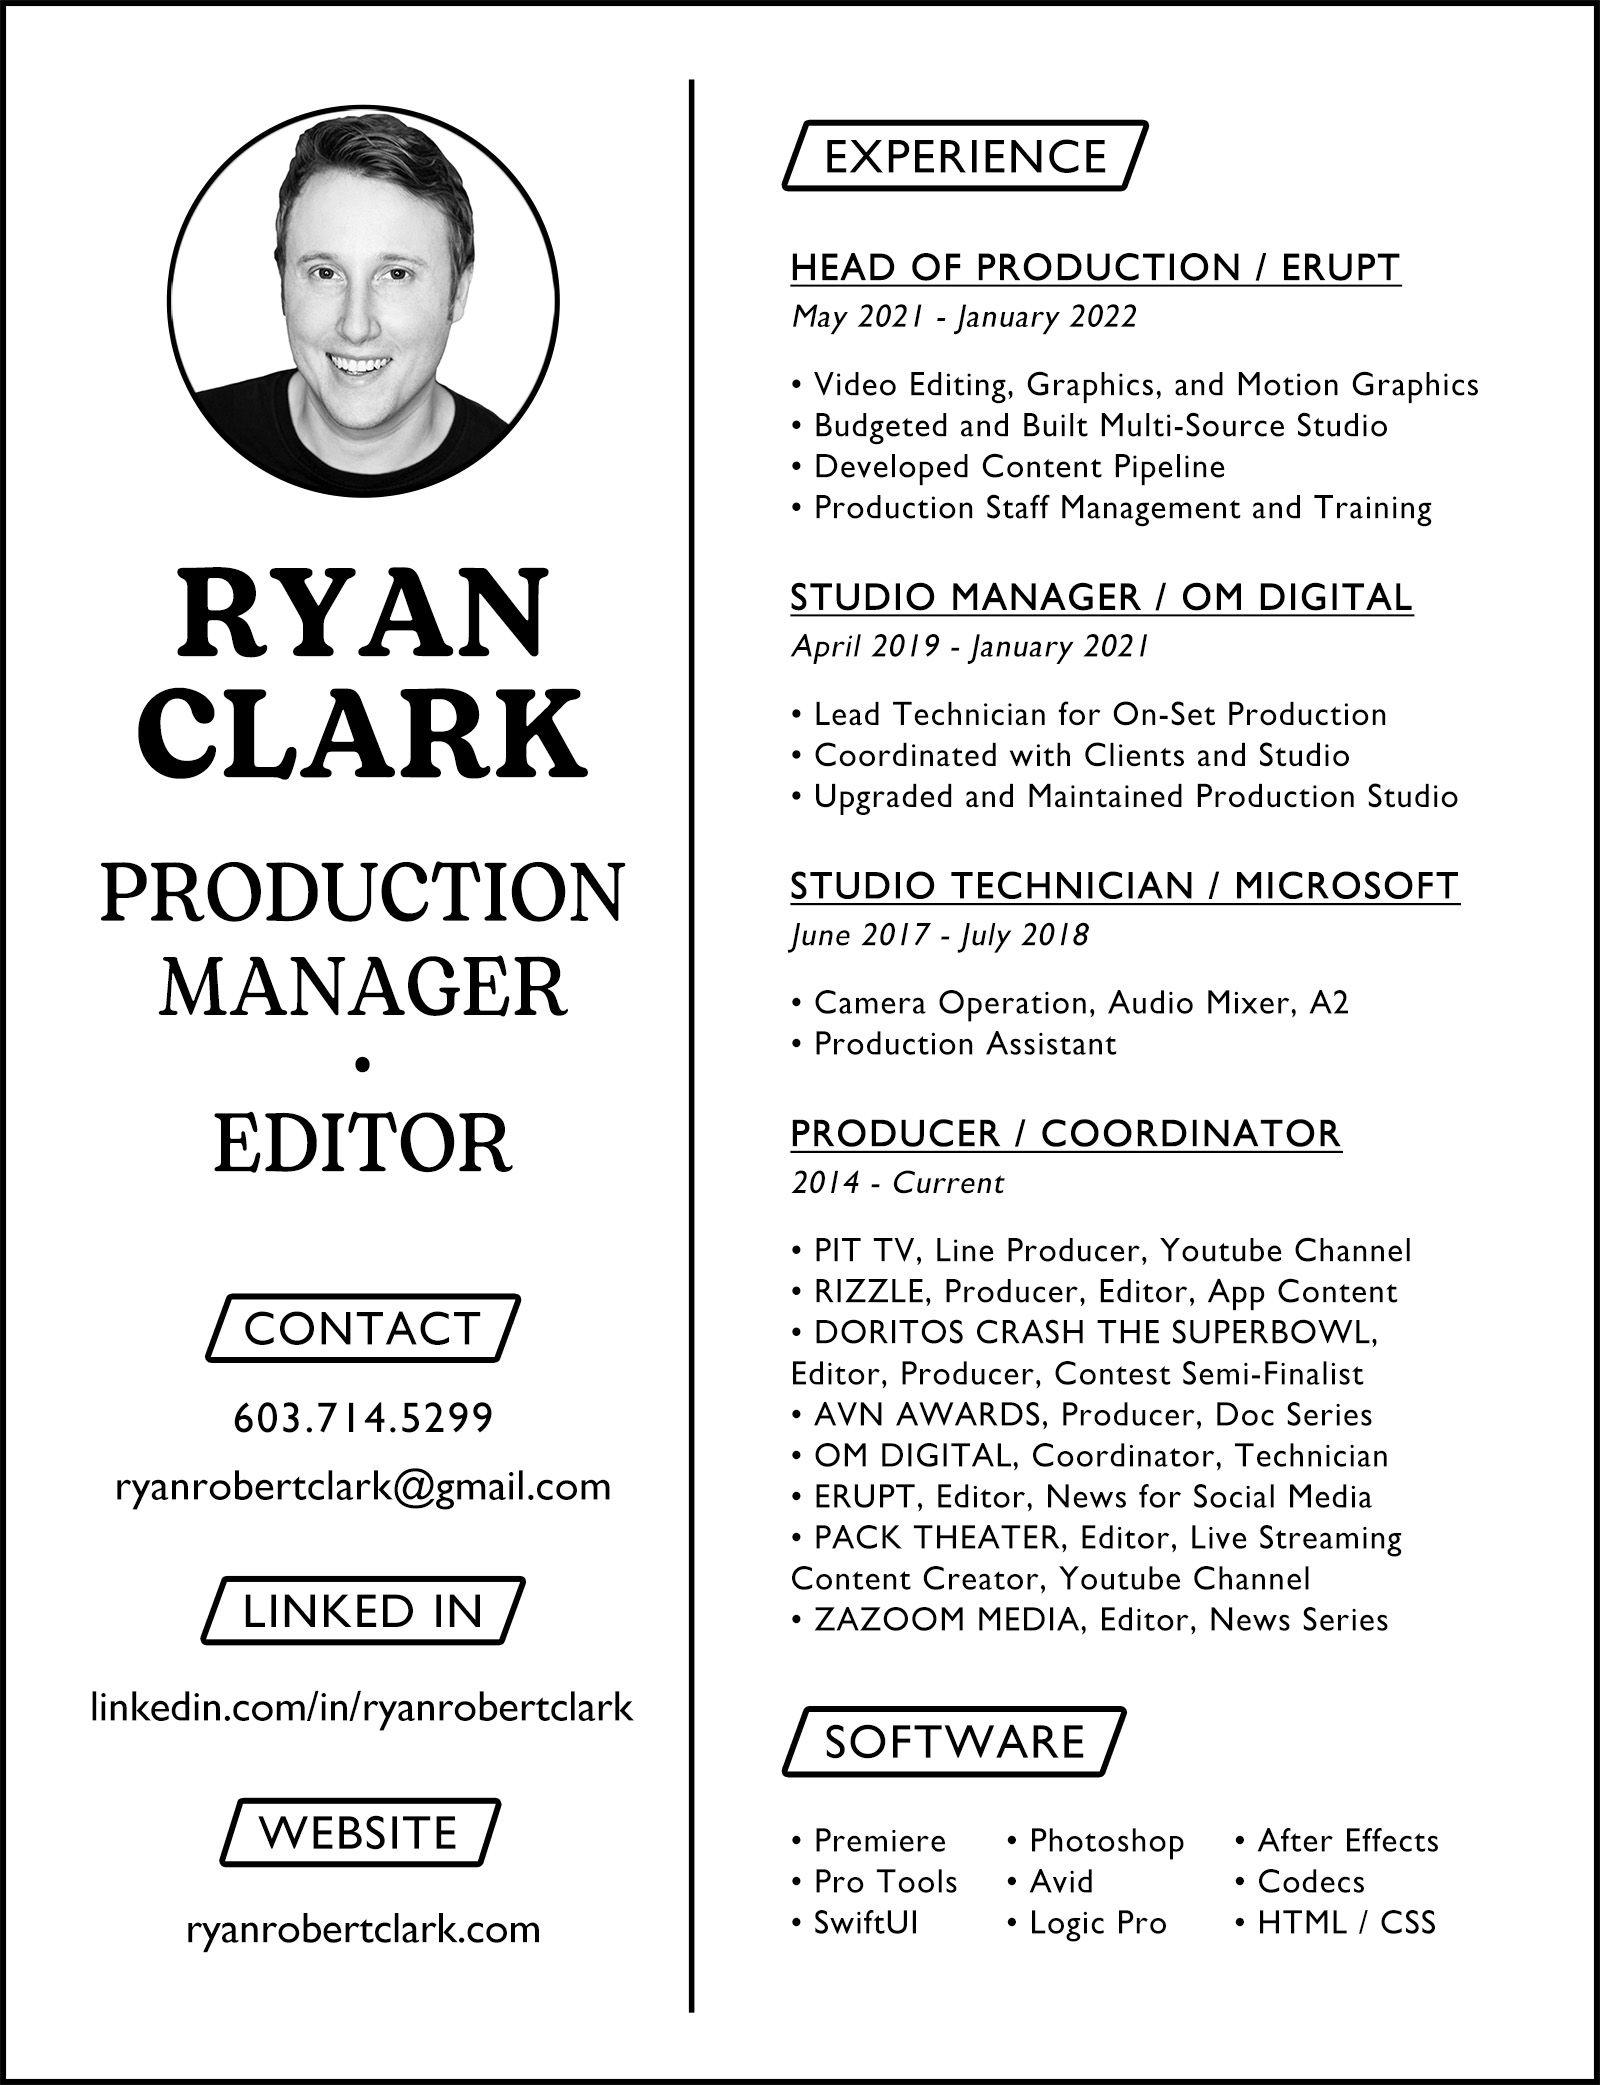 RYAN
CLARK
PRODUCTION
MANAGER
•
EDITOR
CONTACT
603.714.5299
ryanrobertclark@gmail.com
LINKED IN
linkedin.com/in/ryanrobertclark
WEBSITE
ryanrobertclark.com
EXPERIENCE
HEAD OF PRODUCTION / ERUPT
May 2021 - January 2022
• Video Editing, Graphics, and Motion Graphics
• Budgeted and Built Multi-Source Studio
• Developed Content Pipeline
• Production Staff Management and Training
STUDIO MANAGER / OM DIGITAL
April 2019 - January 2021
• Lead Technician for On-Set Production
• Coordinated with Clients and Studio
• Upgraded and Maintained Production Studio
STUDIO TECHNICIAN / MICROSOFT
June 2017 - July 2018
• Camera Operation, Audio Mixer, A2
• Production Assistant
PRODUCER / COORDINATOR
2014 - Current
• PIT TV, Line Producer, Youtube Channel
• RIZZLE, Producer, Editor, App Content
• DORITOS CRASH THE SUPERBOWL,
Editor, Producer, Contest Semi-Finalist
• AVN AWARDS, Producer, Doc Series
• OM DIGITAL, Coordinator, Technician
• ERUPT, Editor, News for Social Media
• PACK THEATER, Editor, Live Streaming
Content Creator, Youtube Channel
• ZAZOOM MEDIA, Editor, News Series
SOFTWARE
• Premiere • Photoshop • After Effects
• Pro Tools • Avid • Codecs
• SwiftUI • Logic Pro • HTML / CSS